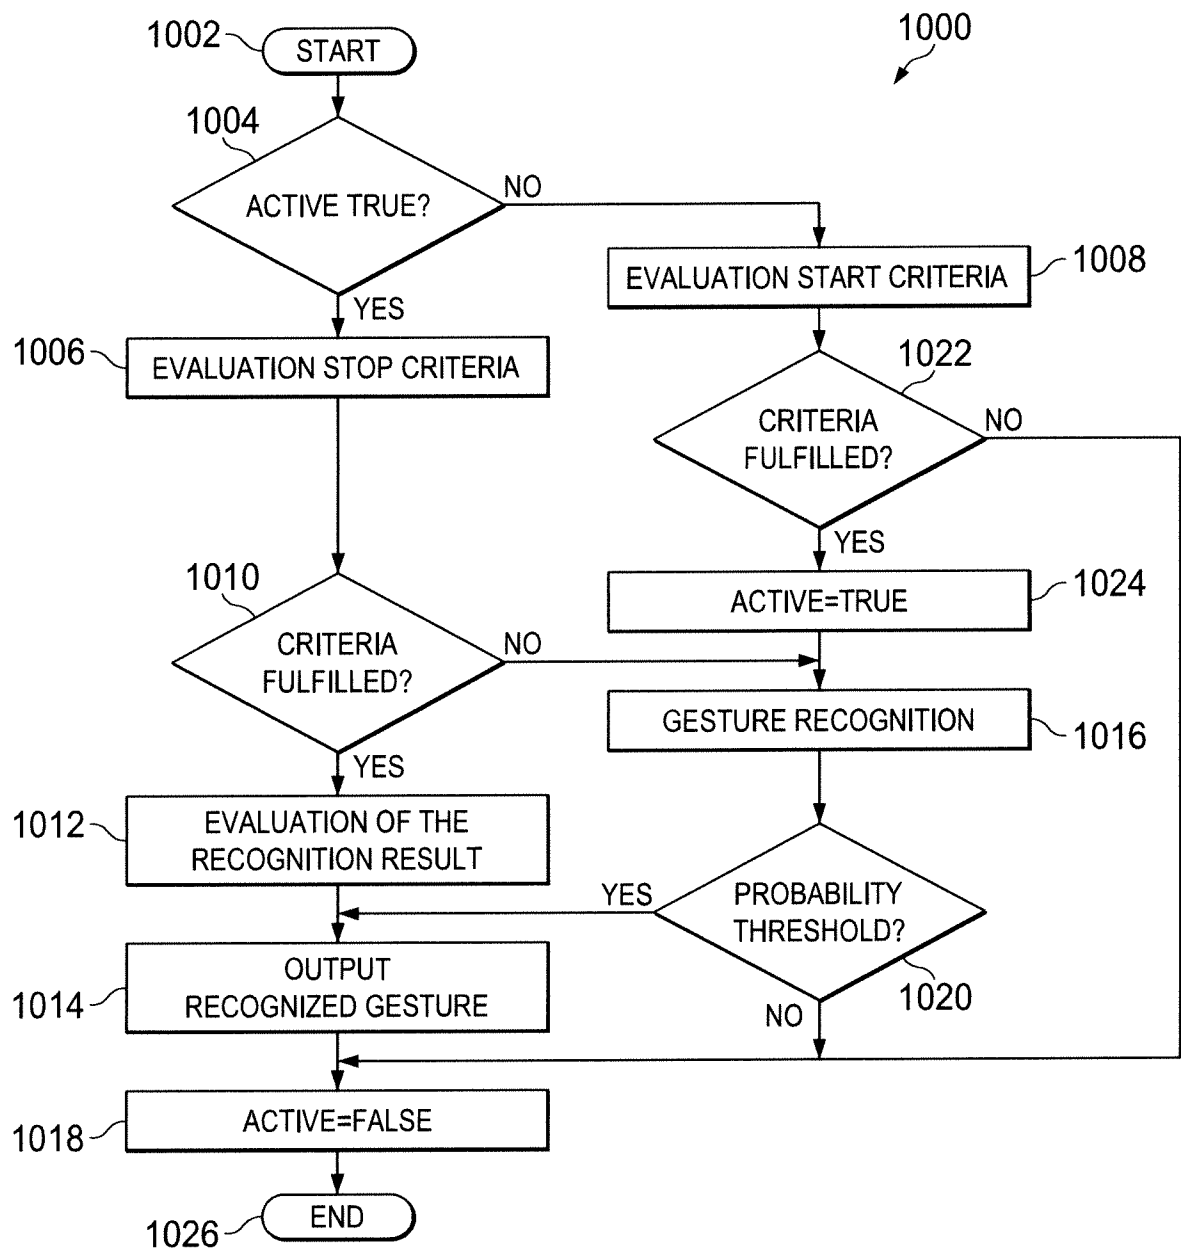 1000
1002
START
1004
ACTIVE TRUE?
NO
YES
1006
EVALUATION STOP CRITERIA
EVALUATION START CRITERIA
1008
1022
CRITERIA
FULFILLED?
NO
YES
ACTIVE=TRUE
1024
1010
CRITERIA
FULFILLED?
NO
YES
GESTURE RECOGNITION
1016
1012
EVALUATION OF THE
RECOGNITION RESULT
YES
PROBABILITY
THRESHOLD?
1020
NO
1014
OUTPUT
RECOGNIZED GESTURE
1018
ACTIVE=FALSE
1026
END